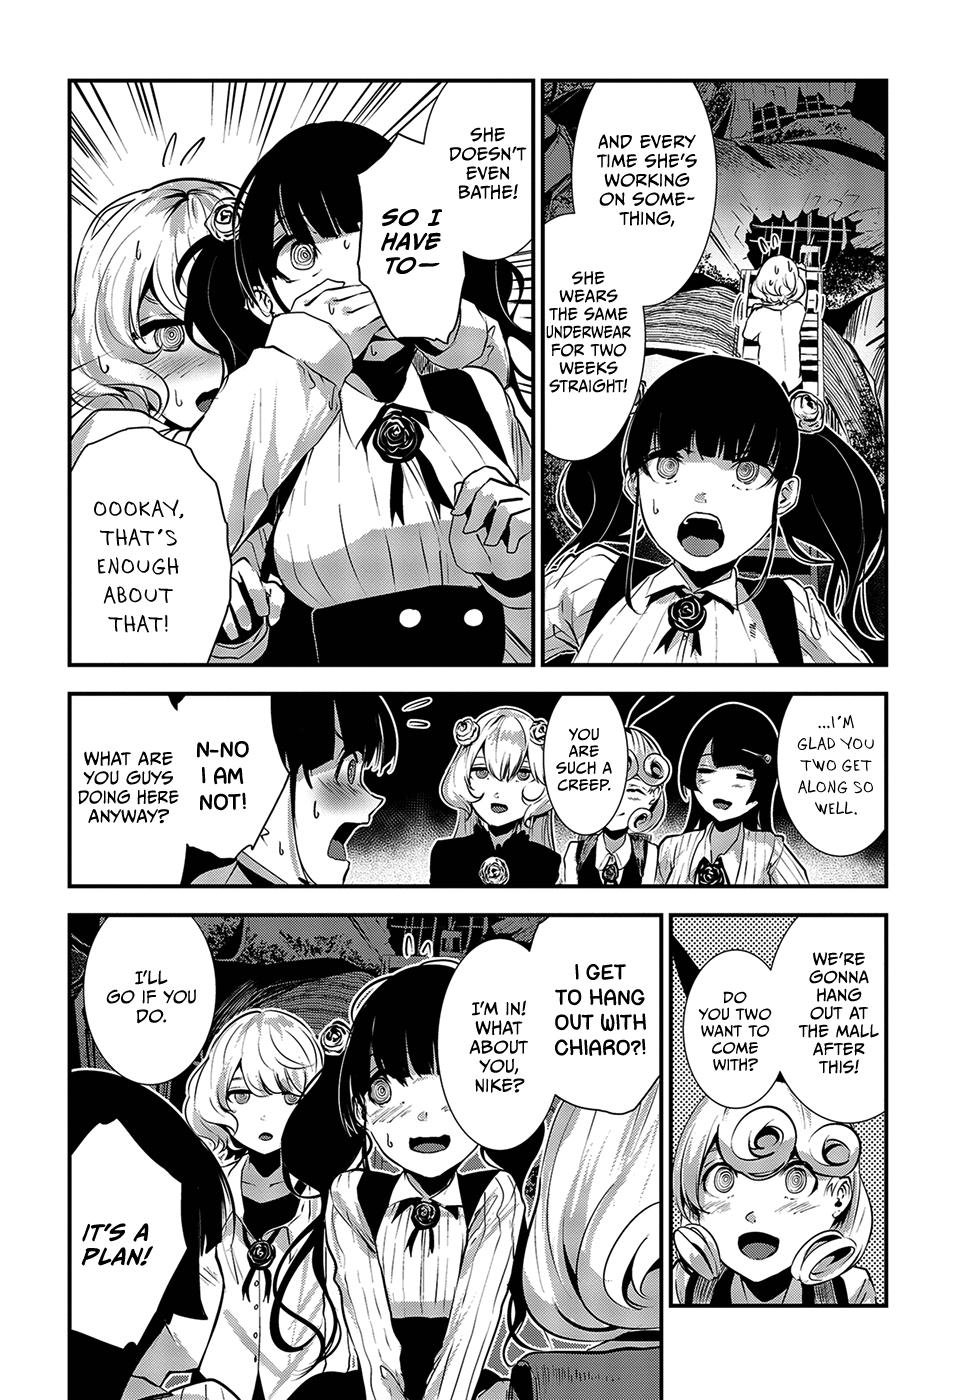 AND EVERY
TIME SHE'S
WORKING
ON SOME-
THING,
SHE
WEARS
THE SAME
UNDERWEAR
FOR TWO
WEEKS
STRAIGHT!
SHE
DOESN'T
EVEN
BATHE!
SO I
HAVE
TO—
OOOKAY,
THAT'S
ENOUGH
ABOUT
THAT!
...I'M
GLAD YOU
TWO GET
ALONG SO
WELL.
YOU
ARE
SUCH A
CREEP.
N-NO
I AM
NOT!
WHAT ARE
YOU GUYS
DOING HERE
ANYWAY?
WE'RE
GONNA
HANG
OUT AT
THE MALL
AFTER
THIS!
DO
YOU TWO
WANT TO
COME
WITH?
I GET
TO HANG
OUT WITH
CHIARO?!
I'M IN!
WHAT
ABOUT
YOU,
NIKE?
I'LL
GO IF YOU
DO.
IT'S A
PLAN!